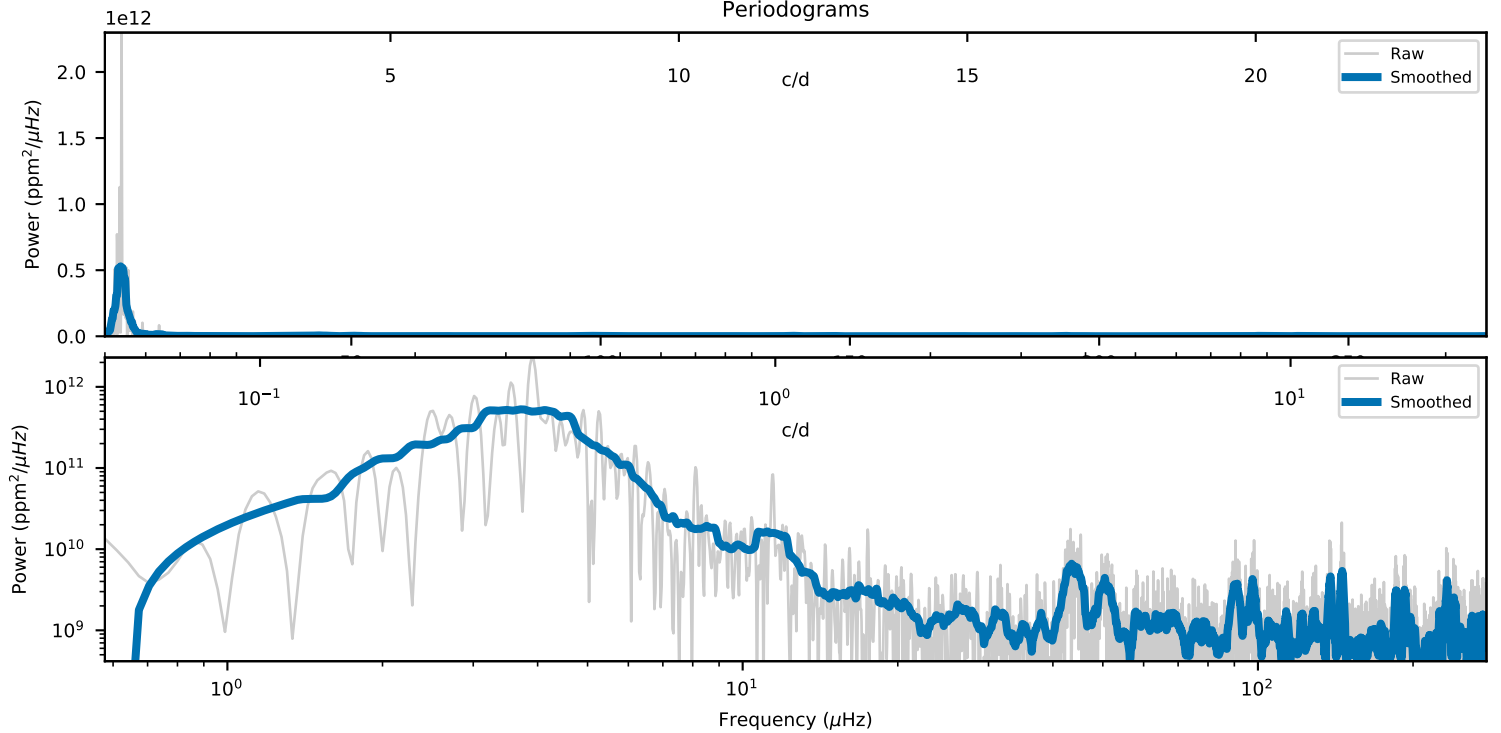 Periodograms
1e12
Power (ppm²/μHz)
2.0
1.5
1.0
0.5
0.0
5
10
15
20
c/d
Raw
Smoothed
Power (ppm²/μHz)
10¹²
10¹¹
10¹⁰
10⁹
10⁻¹
10⁰
10¹
c/d
Raw
Smoothed
10⁰
10¹
10²
Frequency (μHz)